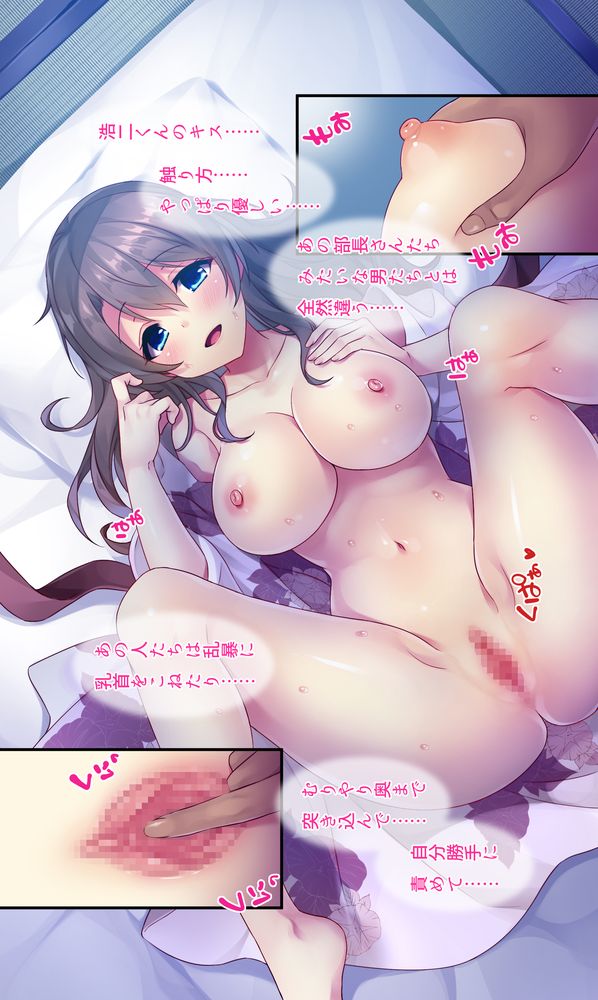 浩二くんのキス……
触り方……
やっぱり優しい……
もみ
もみ
あの部長さんたち
みたいな男たちとは
全然違う……
はぁ
はぁ
くぱぁ♥
あの人たちは乱暴に
乳首をこねたり……
むりやり奥まで
突き込んで……
自分勝手に
責めて……